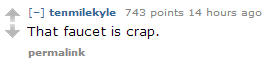 [–] tenmilekyle 743 points 14 hours ago
That faucet is crap.
permalink